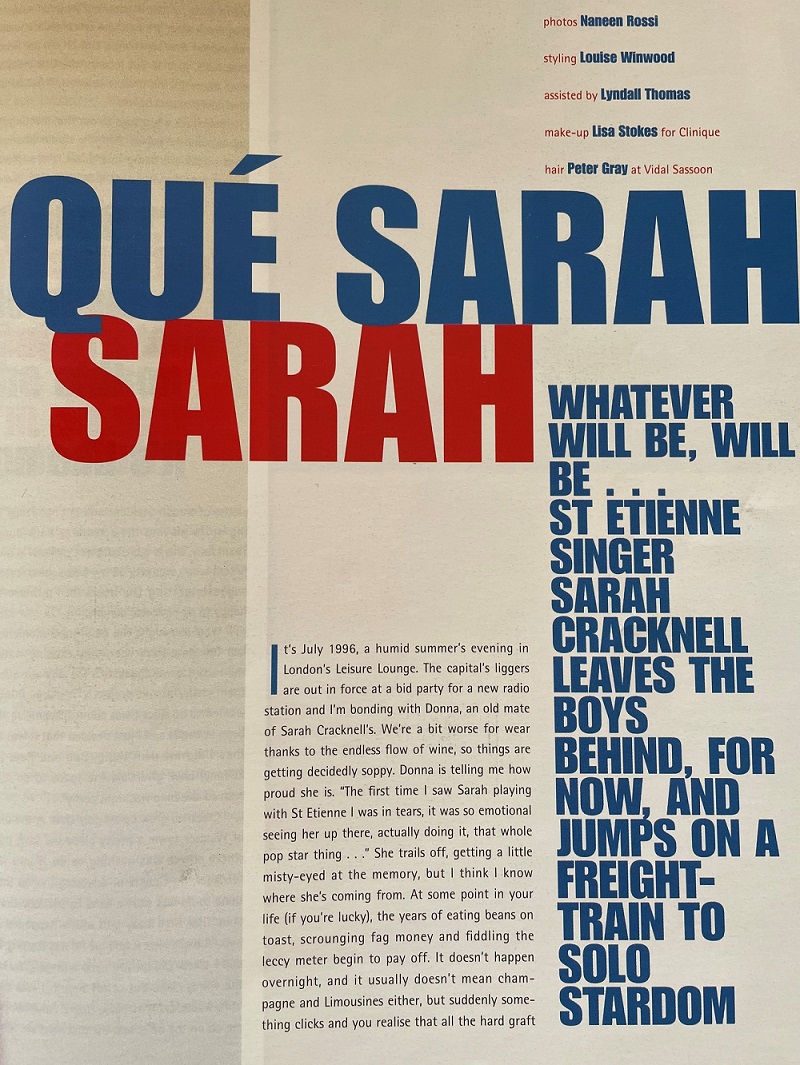 photos Naneen Rossi
styling Louise Winwood
assisted by Lyndall Thomas
make-up Lisa Stokes for Clinique
hair Peter Gray at Vidal Sassoon
QUÉ SARAH
SARAH
WHATEVER
WILL BE, WILL
BE . . .
ST ETIENNE
SINGER
SARAH
CRACKNELL
LEAVES THE
BOYS
BEHIND, FOR
NOW, AND
JUMPS ON A
FREIGHT-
TRAIN TO
SOLO
STARDOM
It's July 1996, a humid summer's evening in
London's Leisure Lounge. The capital's liggers
are out in force at a bid party for a new radio
station and I'm bonding with Donna, an old mate
of Sarah Cracknell's. We're a bit worse for wear
thanks to the endless flow of wine, so things are
getting decidedly soppy. Donna is telling me how
proud she is. "The first time I saw Sarah playing
with St Etienne I was in tears, it was so emotional
seeing her up there, actually doing it, that whole
pop star thing . . ." She trails off, getting a little
misty-eyed at the memory, but I think I know
where she's coming from. At some point in your
life (if you're lucky), the years of eating beans on
toast, scrounging fag money and fiddling the
leccy meter begin to pay off. It doesn't happen
overnight, and it usually doesn't mean cham-
pagne and Limousines either, but suddenly some-
thing clicks and you realise that all the hard graft